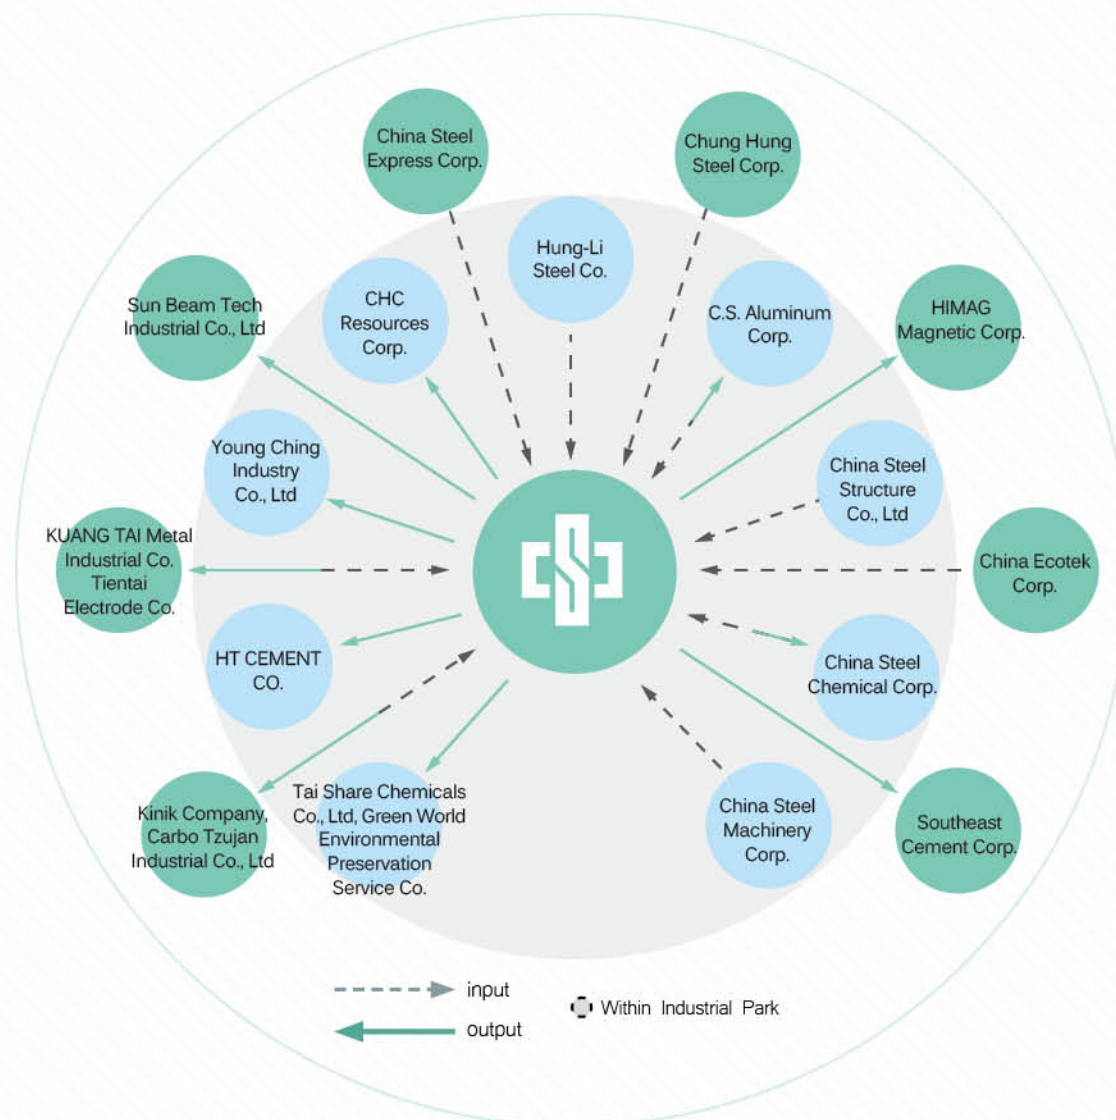 China Steel
Express Corp.
Chung Hung
Steel Corp.
Hung-Li
Steel Co.
Sun Beam Tech
Industrial Co., Ltd
CHC
Resources
Corp.
C.S. Aluminum
Corp.
HIMAG
Magnetic Corp.
Young Ching
Industry
Co., Ltd
China Steel
Structure
Co., Ltd
KUANG TAI Metal
Industrial Co.
Tientai
Electrode Co.
China Ecotek
Corp.
HT CEMENT
CO.
China Steel
Chemical Corp.
Kinik Company,
Carbo Tzujan
Industrial Co., Ltd
Tai Share Chemicals
Co., Ltd, Green World
Environmental
Preservation
Service Co.
China Steel
Machinery
Corp.
Southeast
Cement Corp.
input
output
Within Industrial Park